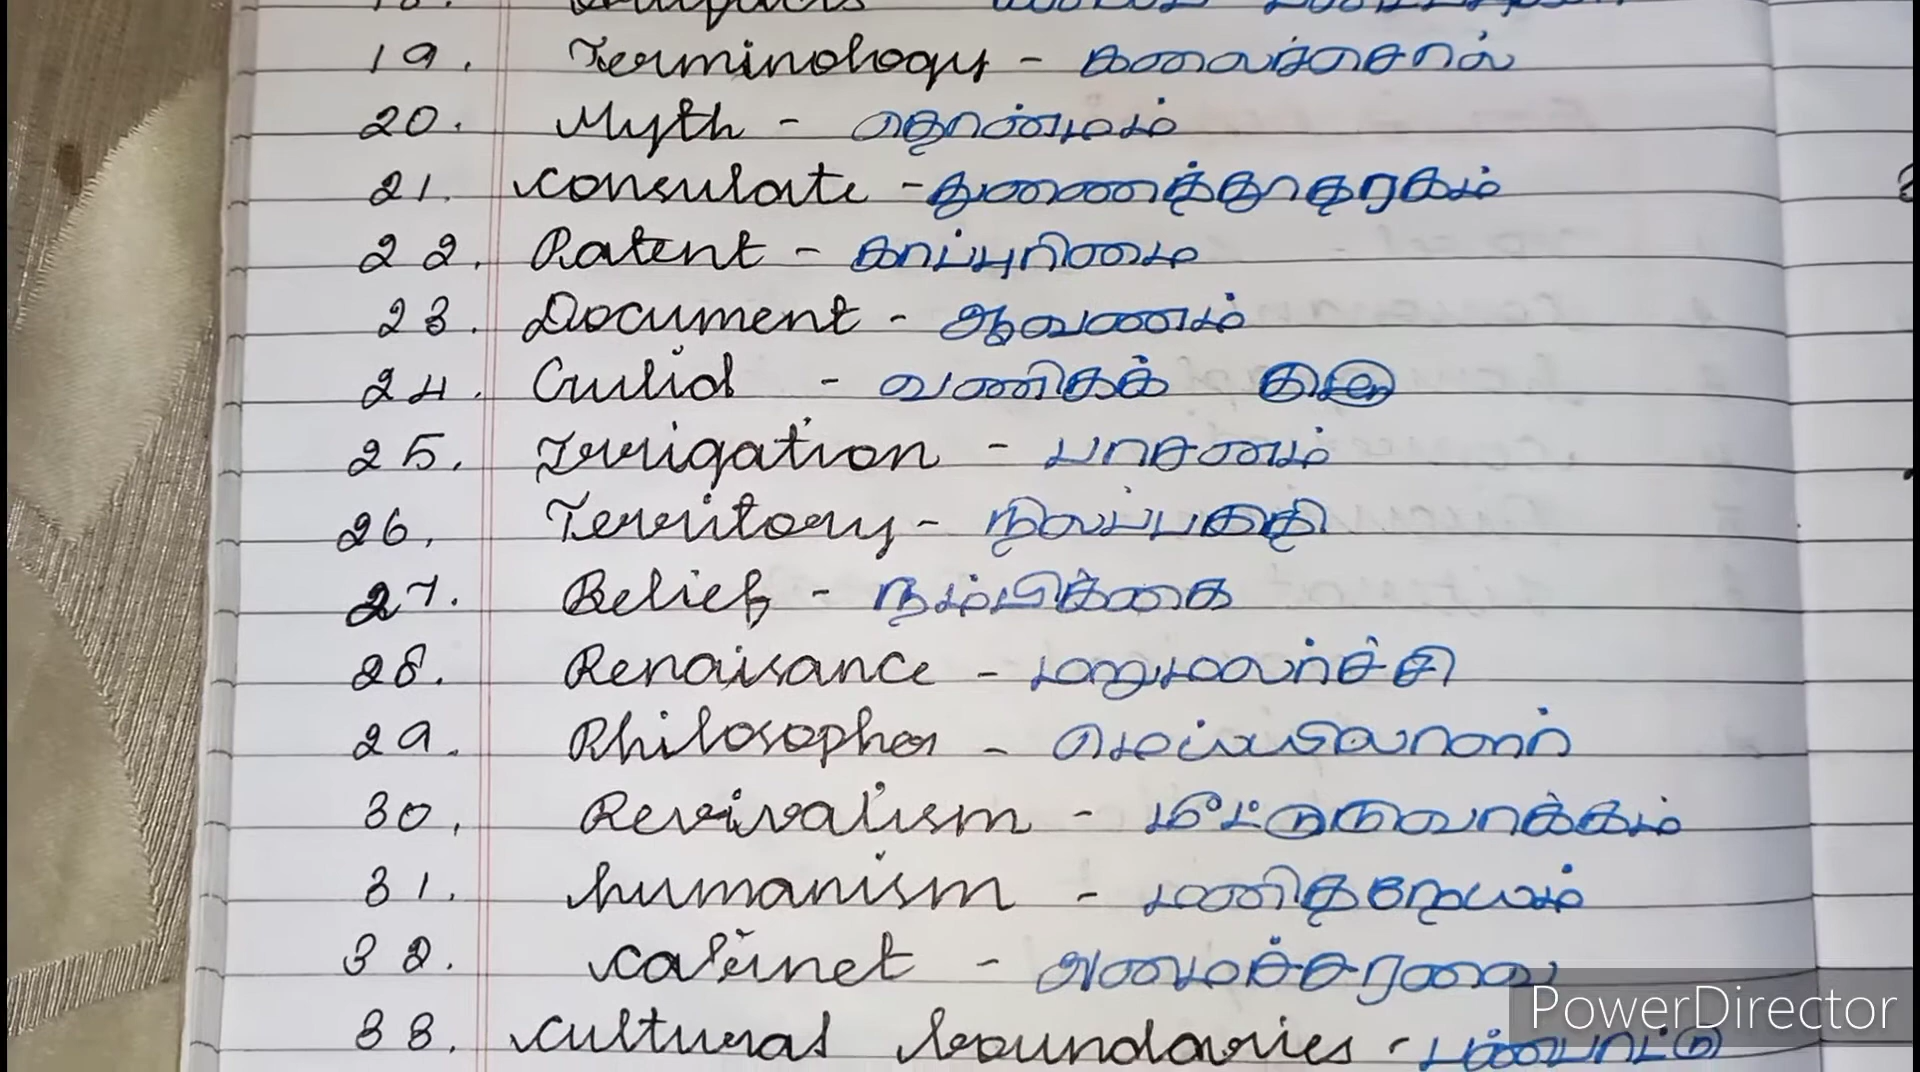 19. Terminology - கலைச்சொல்
20. Myth - தொன்மம்
21. Consulate - துணைத்தூதரகம்
22. Patent - காப்புரிமை
23. Document - ஆவணம்
24. Guild - வணிகக் குழு
25. Irrigation - பாசனம்
26. Territory - நிலப்பகுதி
27. Belief - நம்பிக்கை
28. Renaisance - மறுமலர்ச்சி
29. Philosopher - மெய்யியலாளர்
30. Revivalism - மீட்டுருவாக்கம்
31. humanism - மனிதநேயம்
32. Cabinet - அமைச்சரவை
33. Cultural boundaries - பண்பாட்டு
PowerDirector